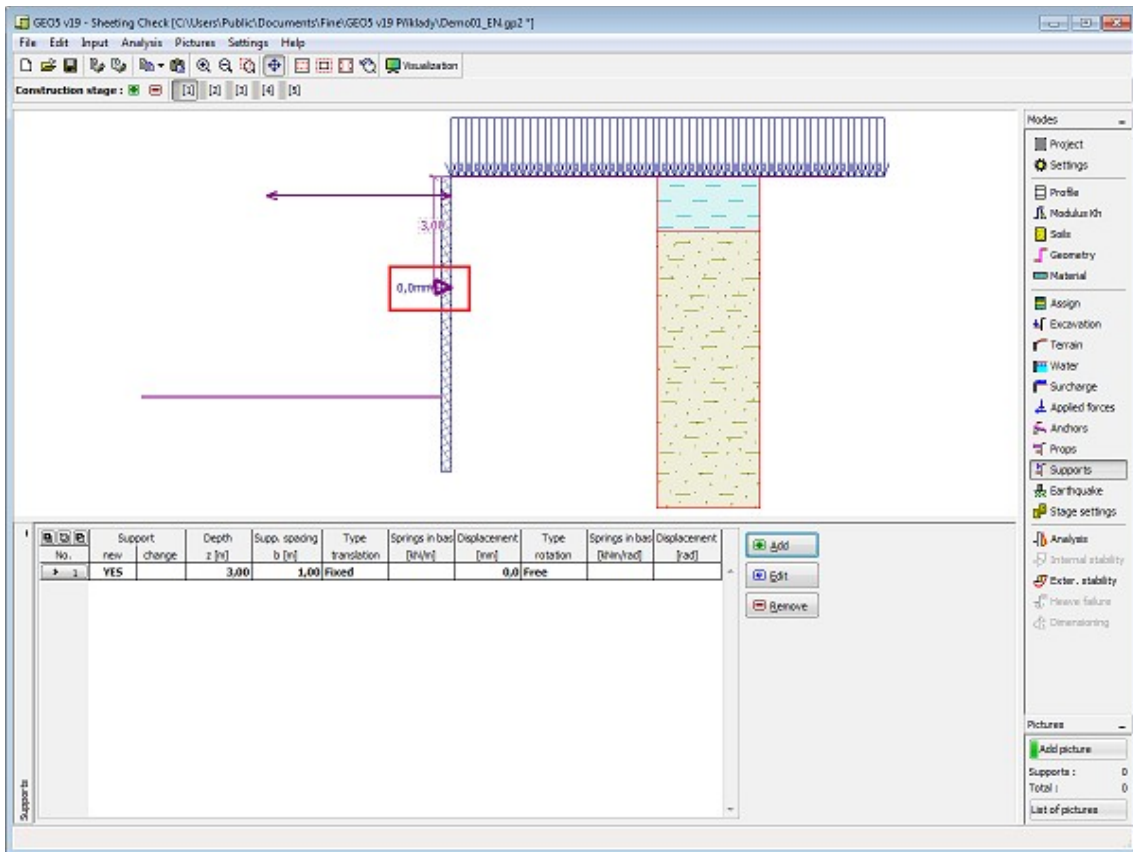 GEO5 v19 - Sheeting Check [C:\Users\Public\Documents\Fine\GEO5 v19 Příklady\Demo01_EN.gp2 *]
File Edit Input Analysis Pictures Settings Help
Visualization
Construction stage : [1] [2] [3] [4] [5]
3,00
0,0mm
Modes
Project
Settings
Profile
Modulus Kh
Soils
Geometry
Material
Assign
Excavation
Terrain
Water
Surcharge
Applied forces
Anchors
Props
Supports
Earthquake
Stage settings
Analysis
Internal stability
Exter. stability
Heave failure
Dimensioning
Support Depth Supp. spacing Type Springs in bas Displacement Type Springs in bas Displacement
No. new change z [m] b [m] translation [kN/m] [mm] rotation [kNm/rad] [rad]
1 YES 3,00 1,00 Fixed 0,0 Free
Add
Edit
Remove
Supports
Pictures
Add picture
Supports : 0
Total : 0
List of pictures